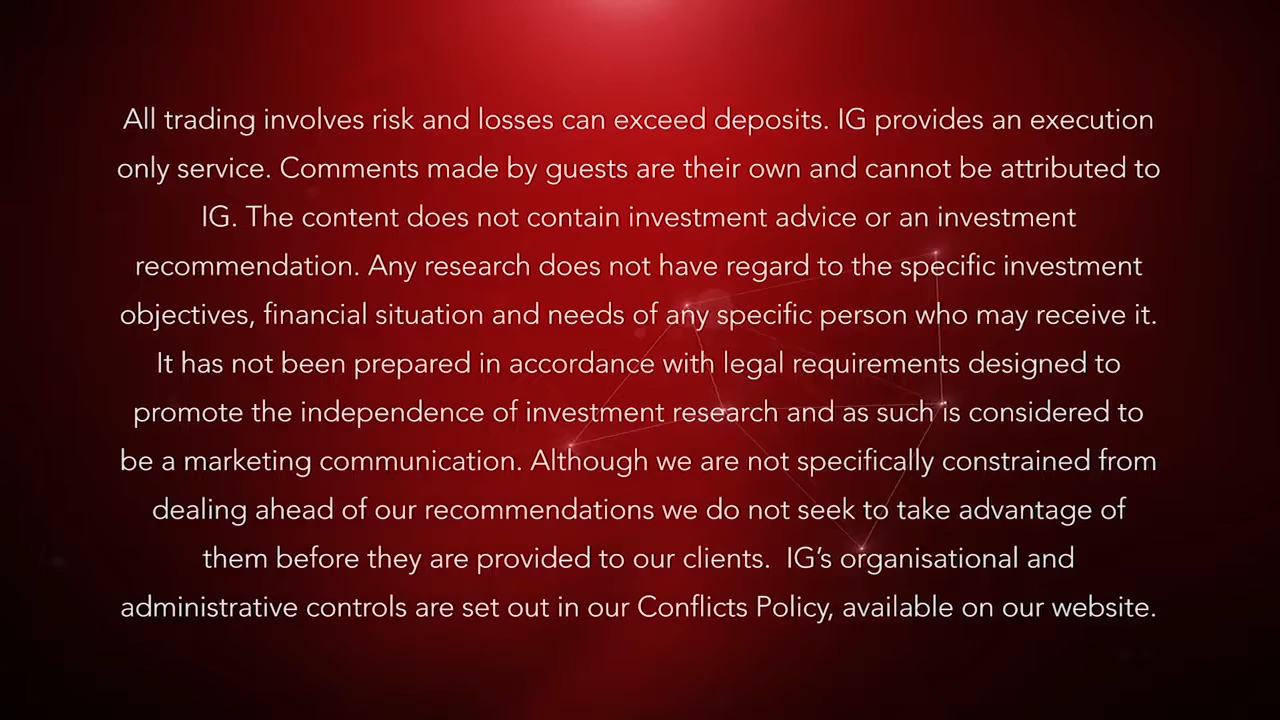 All trading involves risk and losses can exceed deposits. IG provides an execution
only service. Comments made by guests are their own and cannot be attributed to
IG. The content does not contain investment advice or an investment
recommendation. Any research does not have regard to the specific investment
objectives, financial situation and needs of any specific person who may receive it.
It has not been prepared in accordance with legal requirements designed to
promote the independence of investment research and as such is considered to
be a marketing communication. Although we are not specifically constrained from
dealing ahead of our recommendations we do not seek to take advantage of
them before they are provided to our clients.  IG’s organisational and
administrative controls are set out in our Conflicts Policy, available on our website.